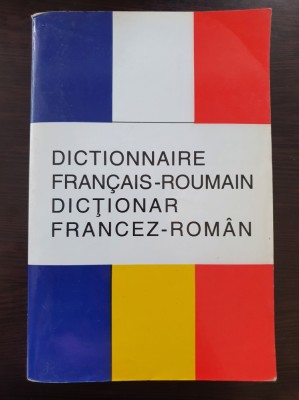 DICTIONNAIRE
FRANÇAIS-ROUMAIN
DICŢIONAR
FRANCEZ-ROMÂN